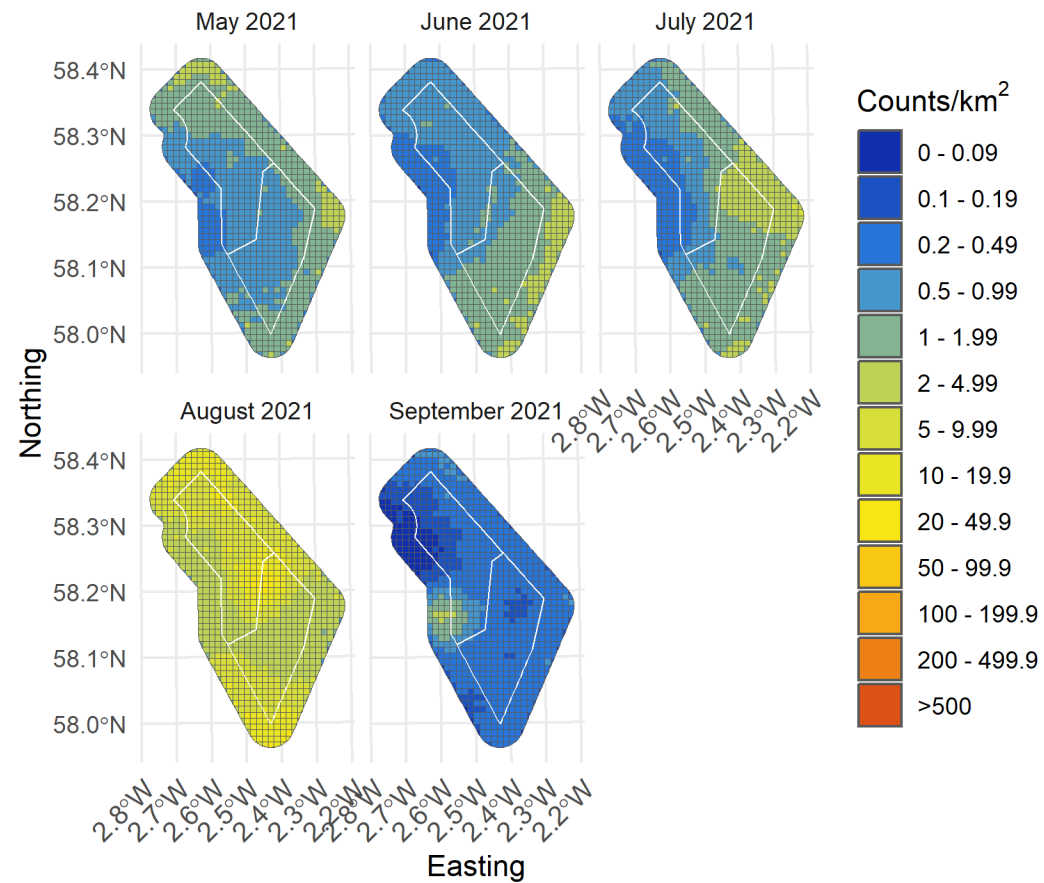 May 2021
June 2021
July 2021
58.4°N
58.3°N
58.2°N
58.1°N
58.0°N
2.8°W
2.7°W
2.6°W
2.5°W
2.4°W
2.3°W
2.2°W
August 2021
September 2021
58.4°N
58.3°N
58.2°N
58.1°N
58.0°N
2.8°W
2.7°W
2.6°W
2.5°W
2.4°W
2.3°W
2.2°W
2.8°W
2.7°W
2.6°W
2.5°W
2.4°W
2.3°W
2.2°W
Northing
Easting
Counts/km²
0 - 0.09
0.1 - 0.19
0.2 - 0.49
0.5 - 0.99
1 - 1.99
2 - 4.99
5 - 9.99
10 - 19.9
20 - 49.9
50 - 99.9
100 - 199.9
200 - 499.9
>500